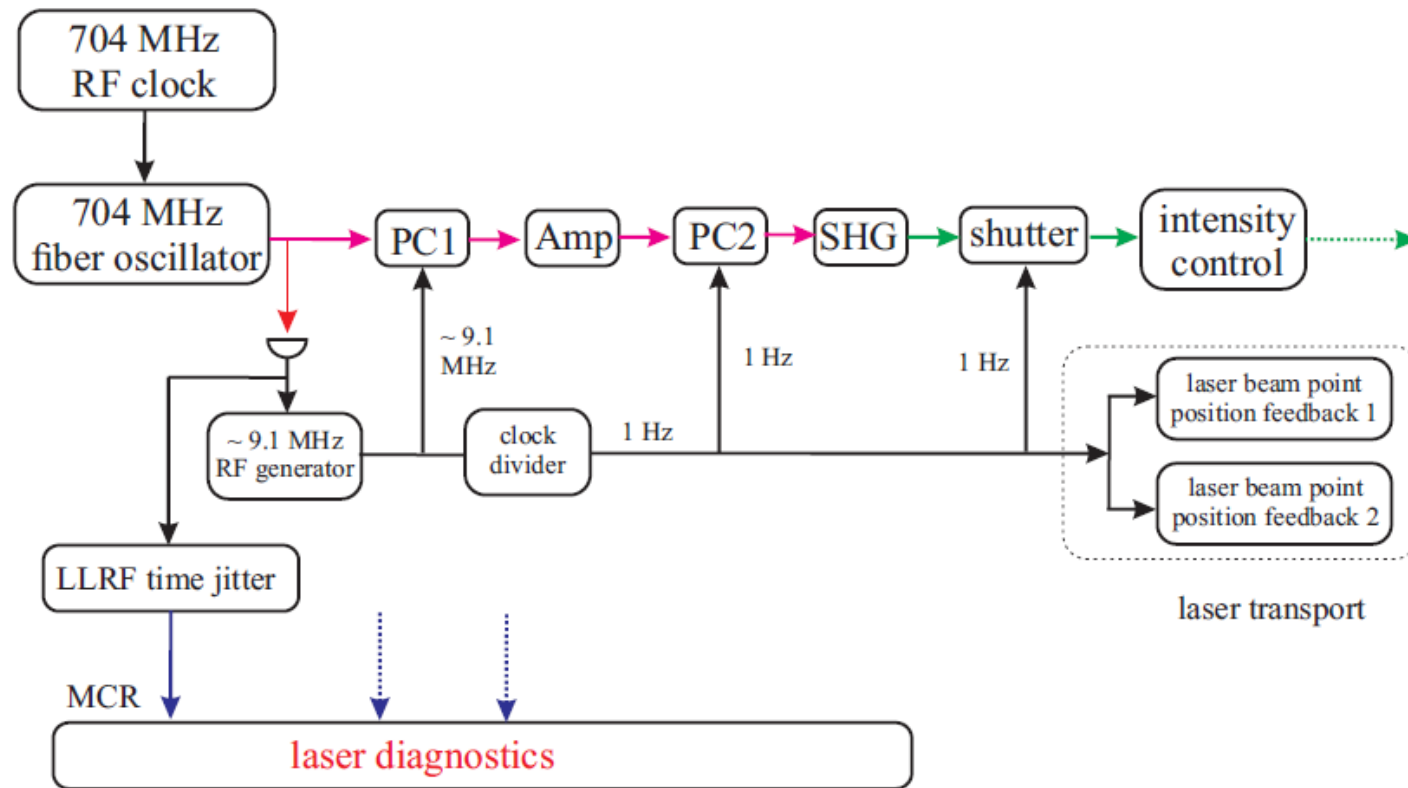 704 MHz
RF clock
704 MHz
fiber oscillator
PC1
Amp
PC2
SHG
shutter
intensity
control
~ 9.1
MHz
1 Hz
1 Hz
~ 9.1 MHz
RF generator
clock
divider
1 Hz
laser beam point
position feedback 1
laser beam point
position feedback 2
LLRF time jitter
laser transport
MCR
laser diagnostics